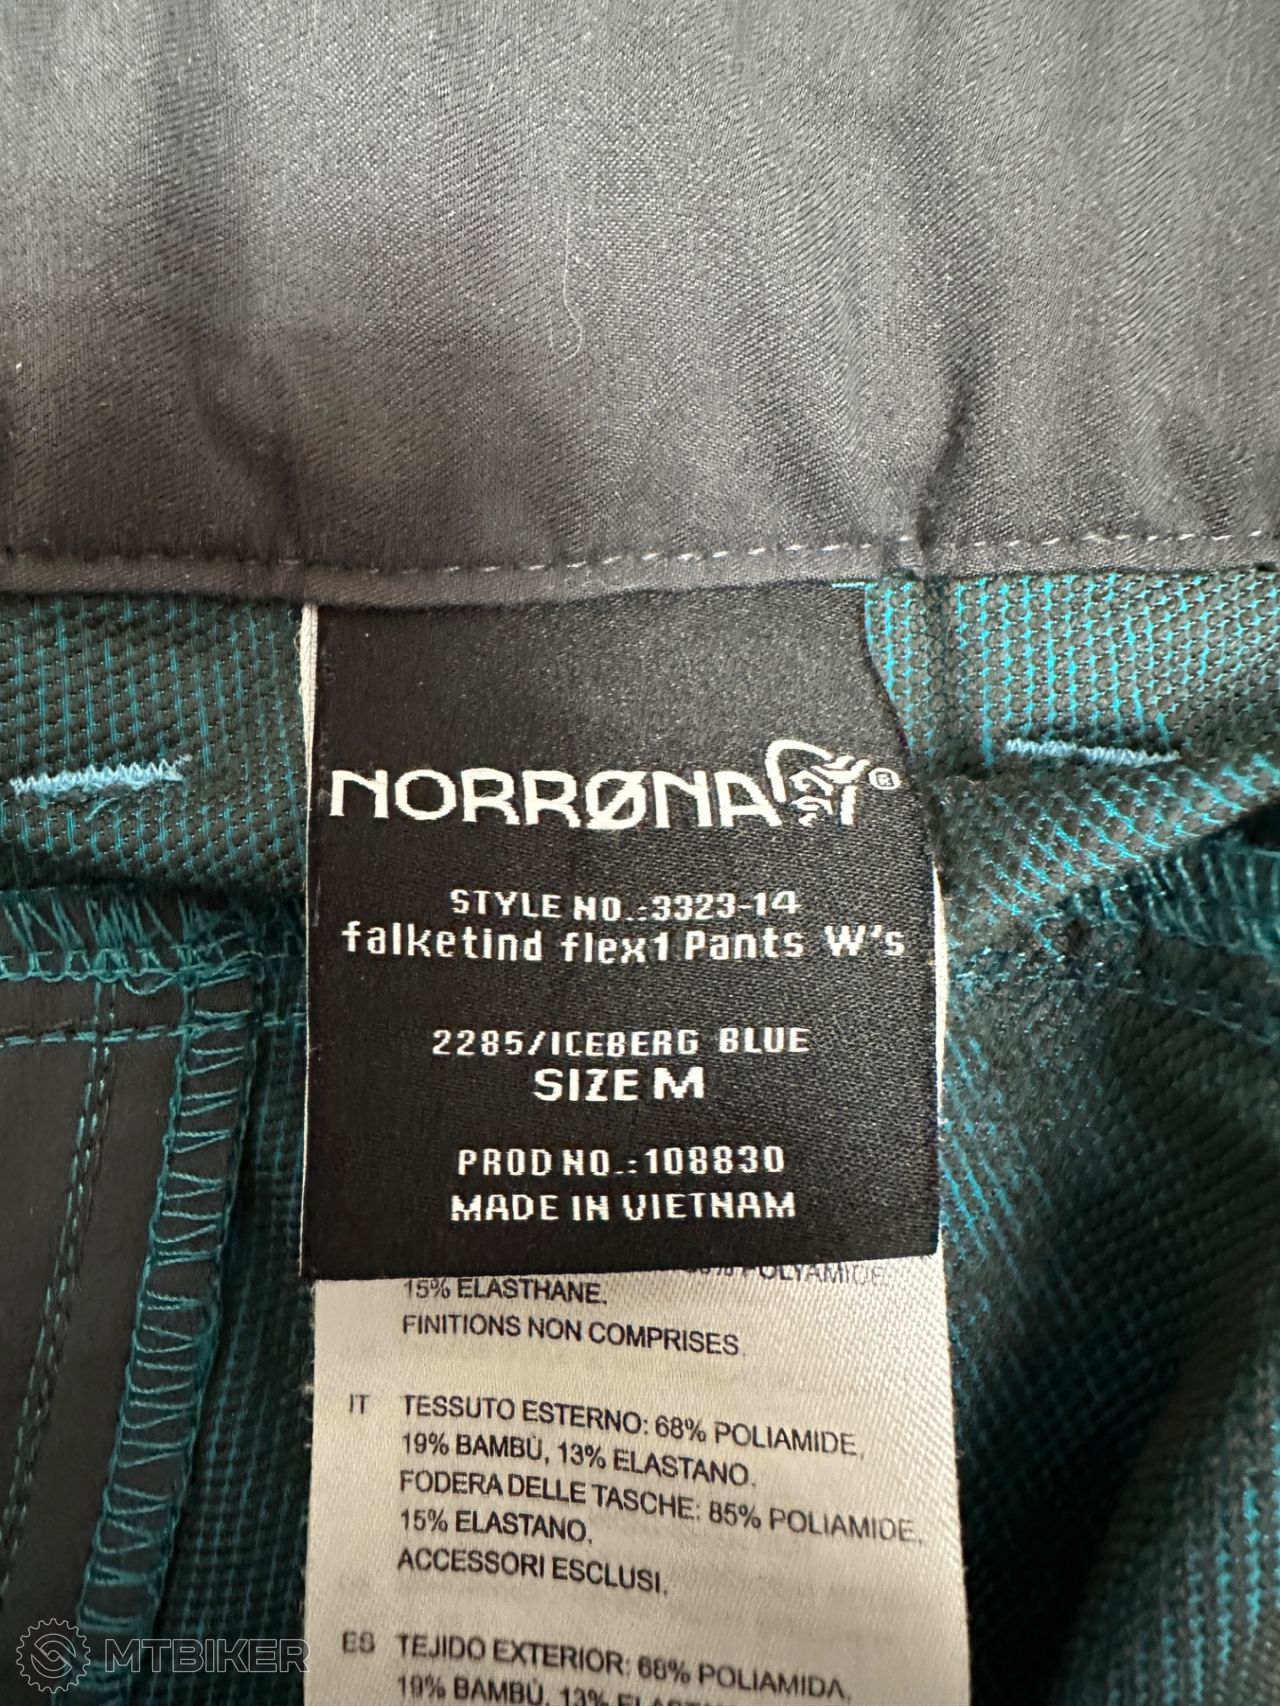 NORRØNA®
STYLE NO.:3323-14
falketind flex1 Pants W's
2285/ICEBERG BLUE
SIZE M
PROD NO.:108830
MADE IN VIETNAM
POLYAMIDE,
15% ELASTHANE.
FINITIONS NON COMPRISES.
IT TESSUTO ESTERNO: 68% POLIAMIDE,
19% BAMBÙ, 13% ELASTANO.
FODERA DELLE TASCHE: 85% POLIAMIDE,
15% ELASTANO.
ACCESSORI ESCLUSI.
ES TEJIDO EXTERIOR: 68% POLIAMIDA,
19% BAMBÚ, 13%
MTBIKER